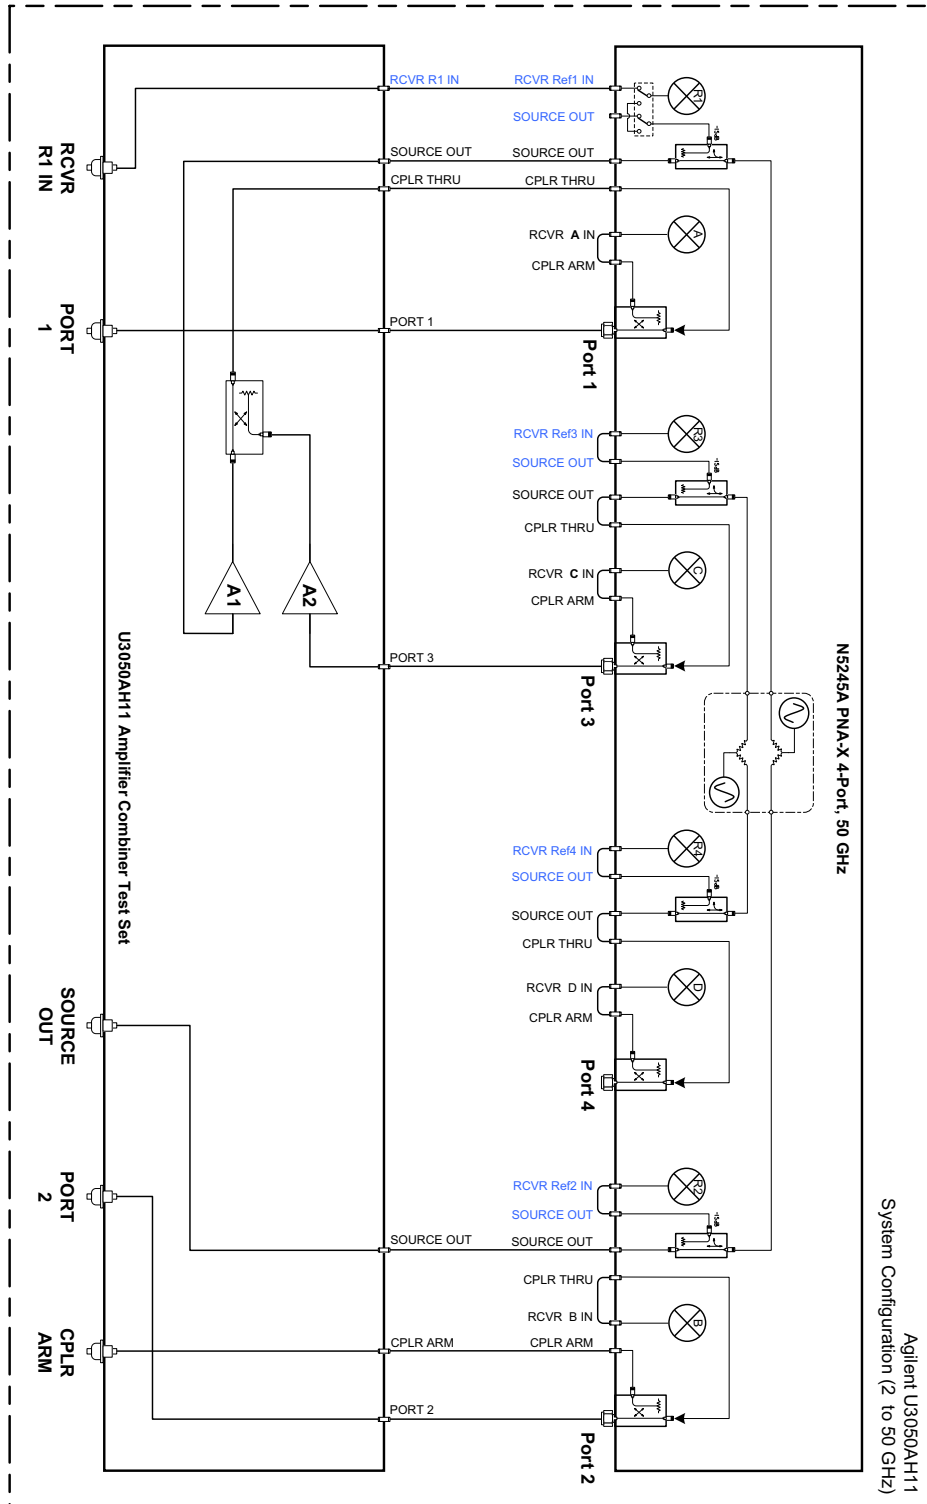 Agilent U3050AH11
System Configuration (2 to 50 GHz)
N5245A PNA-X 4-Port, 50 GHz
U3050AH11 Amplifier Combiner Test Set
RCVR R1 IN
RCVR Ref1 IN
R1
SOURCE OUT
-15dB
SOURCE OUT
SOURCE OUT
CPLR THRU
CPLR THRU
RCVR
R1 IN
A
RCVR A IN
CPLR ARM
PORT
1
PORT 1
Port 1
RCVR Ref3 IN
R3
SOURCE OUT
-15dB
SOURCE OUT
CPLR THRU
RCVR C IN
C
CPLR ARM
A1
A2
PORT 3
Port 3
RCVR Ref4 IN
R4
SOURCE OUT
-15dB
SOURCE OUT
CPLR THRU
RCVR D IN
D
CPLR ARM
SOURCE
OUT
Port 4
RCVR Ref2 IN
R2
SOURCE OUT
-15dB
PORT
2
SOURCE OUT
SOURCE OUT
CPLR THRU
RCVR B IN
B
CPLR ARM
CPLR ARM
CPLR
ARM
PORT 2
Port 2